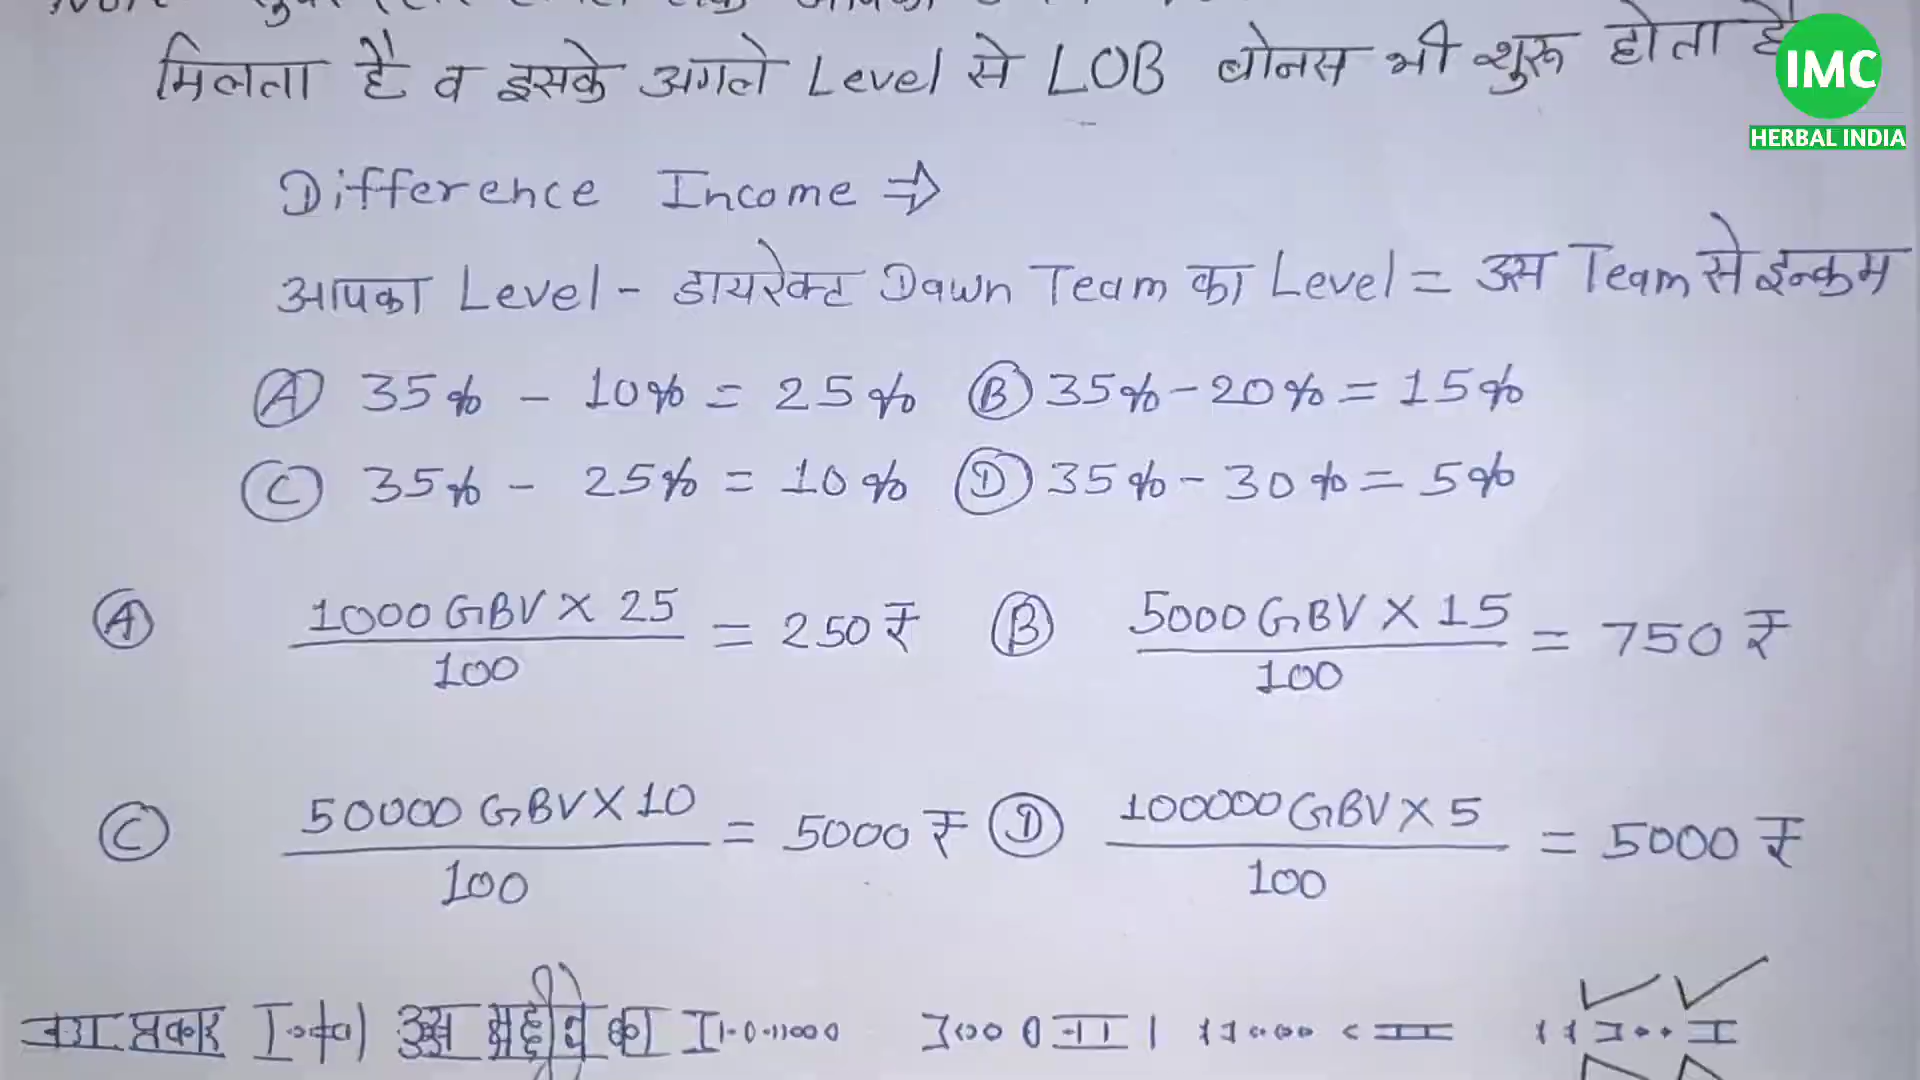 मिलता है व इसके अगले Level से LOB बोनस भी शुरू होता है
IMC
HERBAL INDIA
Difference Income ⇒
आपका Level - डायरेक्ट Dawn Team का Level = उस Team से इन्कम
Ⓐ 35% - 10% = 25% Ⓑ 35% - 20% = 15%
Ⓒ 35% - 25% = 10% Ⓓ 35% - 30% = 5%
Ⓐ 1000 GBV X 25 / 100 = 250 ₹ Ⓑ 5000 GBV X 15 / 100 = 750 ₹
Ⓒ 50000 GBV X 10 / 100 = 5000 ₹ Ⓓ 100000 GBV X 5 / 100 = 5000 ₹